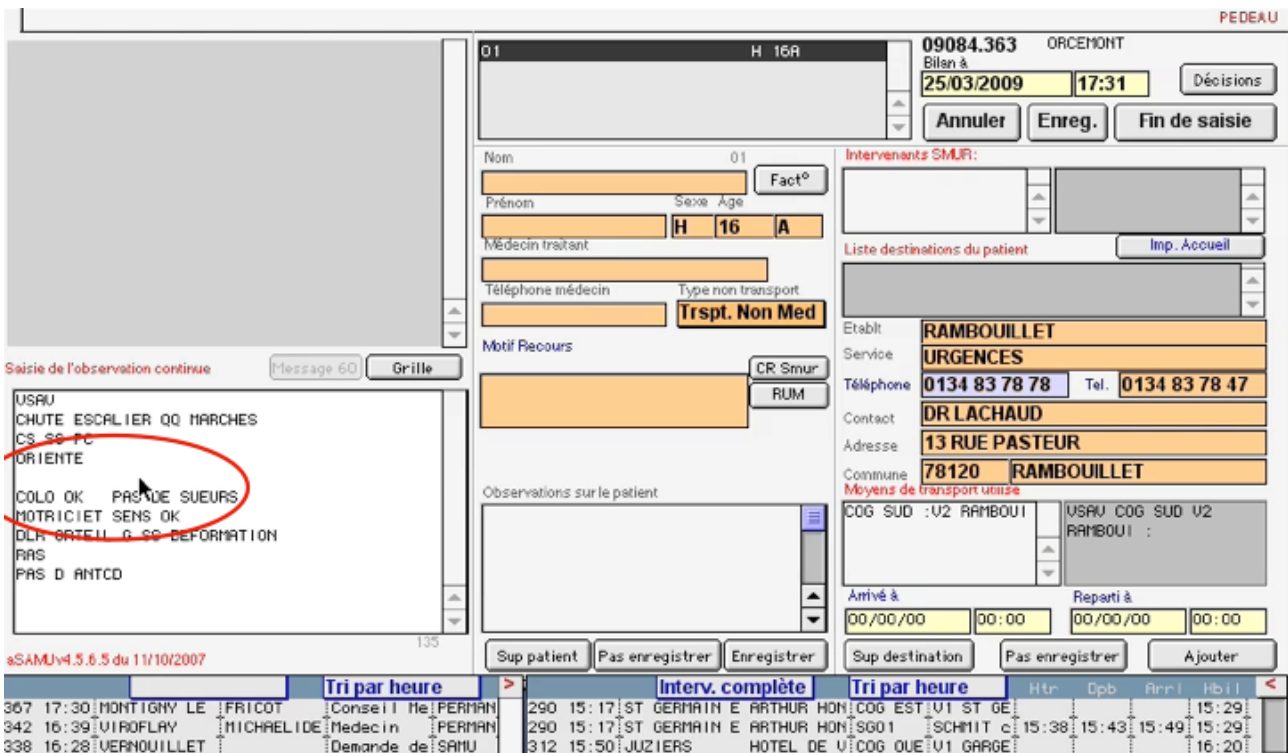 PEDEAU
01 H 16A
09084.363 ORCEMONT
Bilan à
25/03/2009 17:31 Décisions
Annuler Enreg. Fin de saisie
Nom 01
Fact°
Prénom Sexe Age
H 16 A
Médecin traitant
Téléphone médecin Type non transport
Trspt. Non Med
Motif Recours
CR Smur
RUM
Observations sur le patient
Sup patient Pas enregistrer Enregistrer
Intervenants SMUR:
Liste destinations du patient Imp. Accueil
Etablt RAMBOUILLET
Service URGENCES
Téléphone 0134 83 78 78 Tel. 0134 83 78 47
Contact DR LACHAUD
Adresse 13 RUE PASTEUR
Commune 78120 RAMBOUILLET
Moyens de transport utilisé
COG SUD :V2 RAMBOUI
VSAV COG SUD V2
RAMBOUI :
Arrivé à Reparti à
00/00/00 00:00 00/00/00 00:00
Sup destination Pas enregistrer Ajouter
Saisie de l'observation continue Message 60 Grille
VSAV
CHUTE ESCALIER QQ MARCHES
CS SS PC
ORIENTE
COLO OK PAS DE SUEURS
MOTRICIET SENS OK
DLR ORTEIL G SS DEFORMATION
RAS
PAS D ANTCD
135
aSAMUv4.5.6.5 du 11/10/2007
Tri par heure >
367 17:30 MONTIGNY LE FRICOT Conseil Me PERMAN
342 16:39 VIROFLAY MICHAELIDE Medecin PERMAN
338 16:28 VERNOUILLET Demande de SAMU
Interv. complète Tri par heure Htr Dpb Arrl Hbil <
290 15:17 ST GERMAIN E ARTHUR HON COG EST V1 ST GE 15:29
290 15:17 ST GERMAIN E ARTHUR HON SG01 SCHMIT c 15:38 15:43 15:49 15:29
312 15:50 JUZIERS HOTEL DE V COG OUE V1 GARGE 16:20